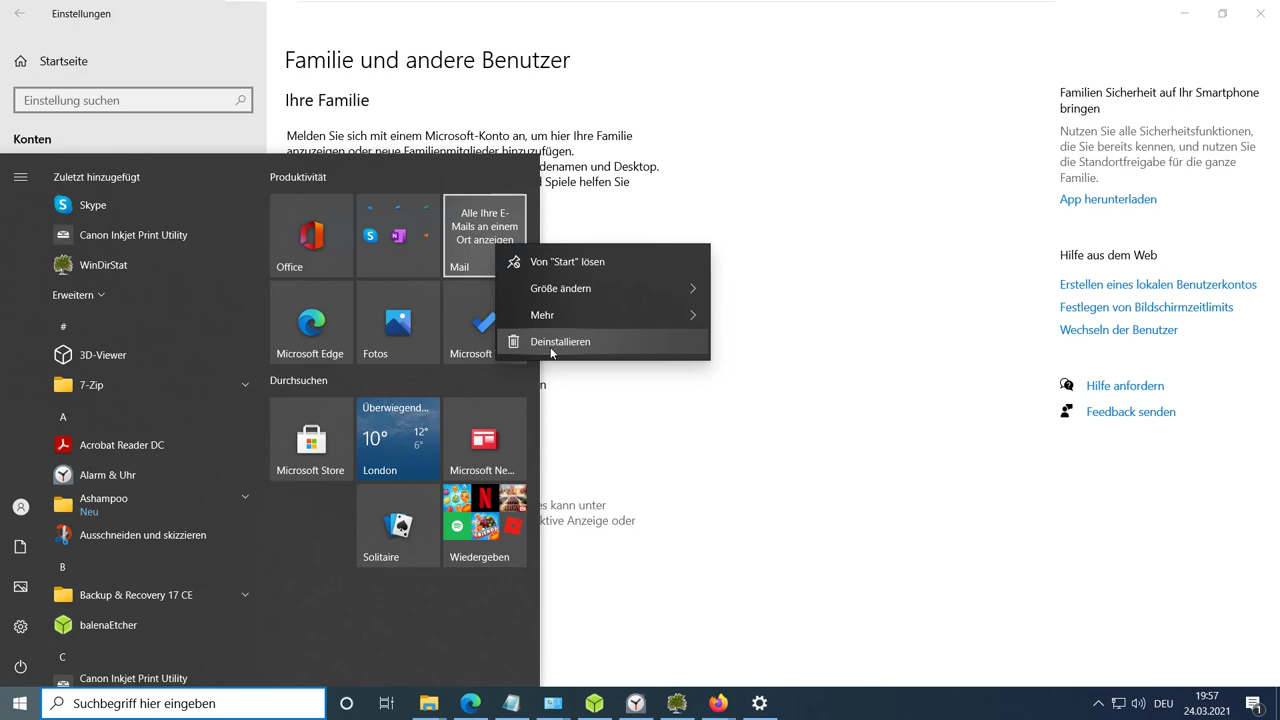 Einstellungen
Startseite
Einstellung suchen
Konten
Familie und andere Benutzer
Ihre Familie
Melden Sie sich mit einem Microsoft-Konto an, um hier Ihre Familie
anzuzeigen oder neue Familienmitglieder hinzuzufügen.
denamen und Desktop.
d Spiele helfen Sie
en
es kann unter
ktive Anzeige oder
Familien Sicherheit auf Ihr Smartphone
bringen
Nutzen Sie alle Sicherheitsfunktionen,
die Sie bereits kennen, und nutzen Sie
die Standortfreigabe für die ganze
Familie.
App herunterladen
Hilfe aus dem Web
Erstellen eines lokalen Benutzerkontos
Festlegen von Bildschirmzeitlimits
Wechseln der Benutzer
Hilfe anfordern
Feedback senden
Zuletzt hinzugefügt
Skype
Canon Inkjet Print Utility
WinDirStat
Erweitern
#
3D-Viewer
7-Zip
A
Acrobat Reader DC
Alarm & Uhr
Ashampoo
Neu
Ausschneiden und skizzieren
B
Backup & Recovery 17 CE
balenaEtcher
C
Canon Inkjet Print Utility
Produktivität
Office
Alle Ihre E-
Mails an einem
Ort anzeigen
Mail
Microsoft Edge
Fotos
Microsoft
Durchsuchen
Microsoft Store
Überwiegend...
10° 12°
6°
London
Microsoft Ne...
Solitaire
Wiedergeben
Von "Start" lösen
Größe ändern
Mehr
Deinstallieren
Suchbegriff hier eingeben
DEU
19:57
24.03.2021
1